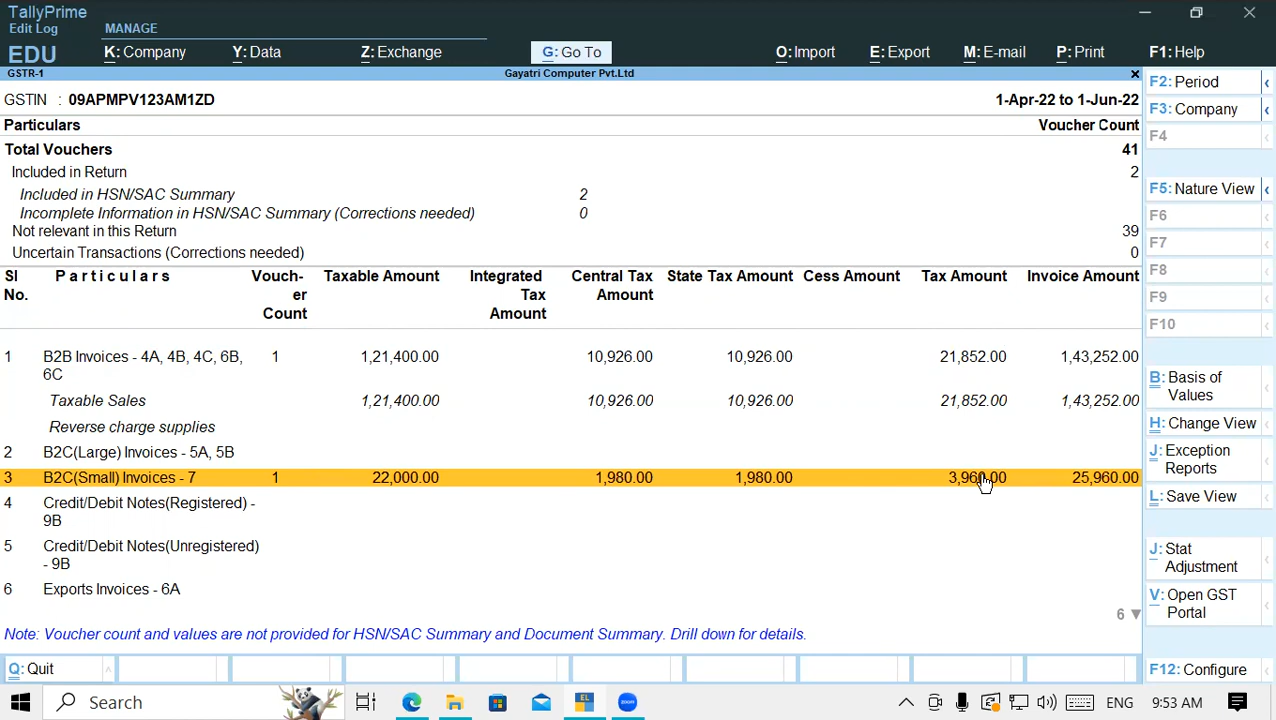 TallyPrime
Edit Log
MANAGE
EDU
K: Company
Y: Data
Z: Exchange
G: Go To
O: Import
E: Export
M: E-mail
P: Print
F1: Help
GSTR-1
Gayatri Computer Pvt.Ltd
GSTIN : 09APMPV123AM1ZD
1-Apr-22 to 1-Jun-22
Particulars Voucher Count
Total Vouchers 41
Included in Return 2
Included in HSN/SAC Summary 2
Incomplete Information in HSN/SAC Summary (Corrections needed) 0
Not relevant in this Return 39
Uncertain Transactions (Corrections needed) 0
Sl Particulars Vouch- Taxable Amount Integrated Central Tax State Tax Amount Cess Amount Tax Amount Invoice Amount
No. er Tax Amount
Count Amount
1 B2B Invoices - 4A, 4B, 4C, 6B, 1 1,21,400.00 10,926.00 10,926.00 21,852.00 1,43,252.00
6C
Taxable Sales 1,21,400.00 10,926.00 10,926.00 21,852.00 1,43,252.00
Reverse charge supplies
2 B2C(Large) Invoices - 5A, 5B
3 B2C(Small) Invoices - 7 1 22,000.00 1,980.00 1,980.00 3,960.00 25,960.00
4 Credit/Debit Notes(Registered) -
9B
5 Credit/Debit Notes(Unregistered)
- 9B
6 Exports Invoices - 6A
6 ▼
Note: Voucher count and values are not provided for HSN/SAC Summary and Document Summary. Drill down for details.
Q: Quit
F2: Period
F3: Company
F4
F5: Nature View
F6
F7
F8
F9
F10
B: Basis of
Values
H: Change View
J: Exception
Reports
L: Save View
J: Stat
Adjustment
V: Open GST
Portal
F12: Configure
Search
EL
zoom
ENG
9:53 AM